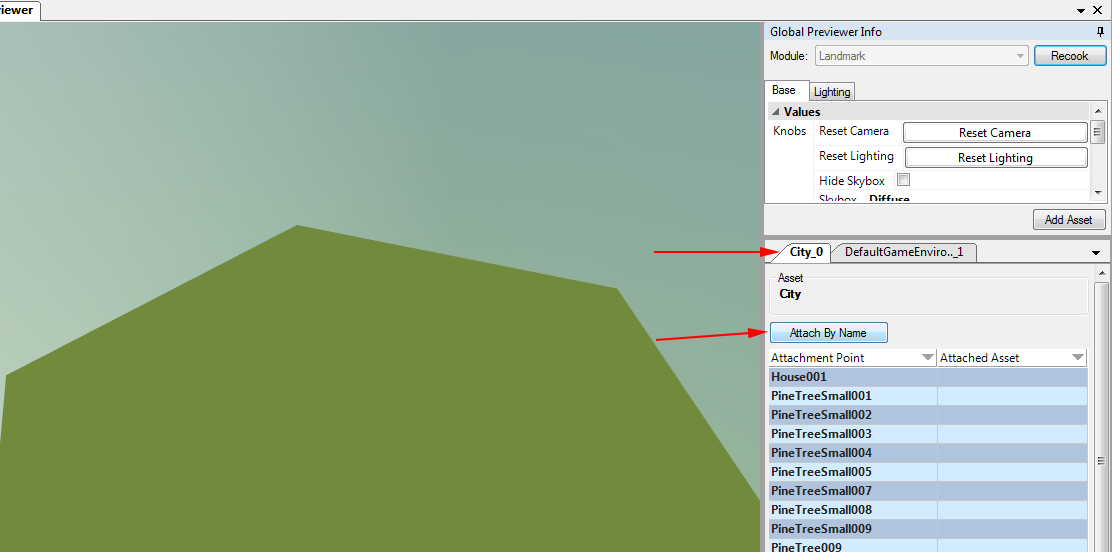 iewer
Global Previewer Info
Module: Landmark Recook
Base Lighting
Values
Knobs Reset Camera Reset Camera
Reset Lighting Reset Lighting
Hide Skybox
Skybox Diffuse
Add Asset
City_0 DefaultGameEnviro.._1
Asset
City
Attach By Name
Attachment Point Attached Asset
House001
PineTreeSmall001
PineTreeSmall002
PineTreeSmall003
PineTreeSmall004
PineTreeSmall005
PineTreeSmall007
PineTreeSmall008
PineTreeSmall009
PineTree009